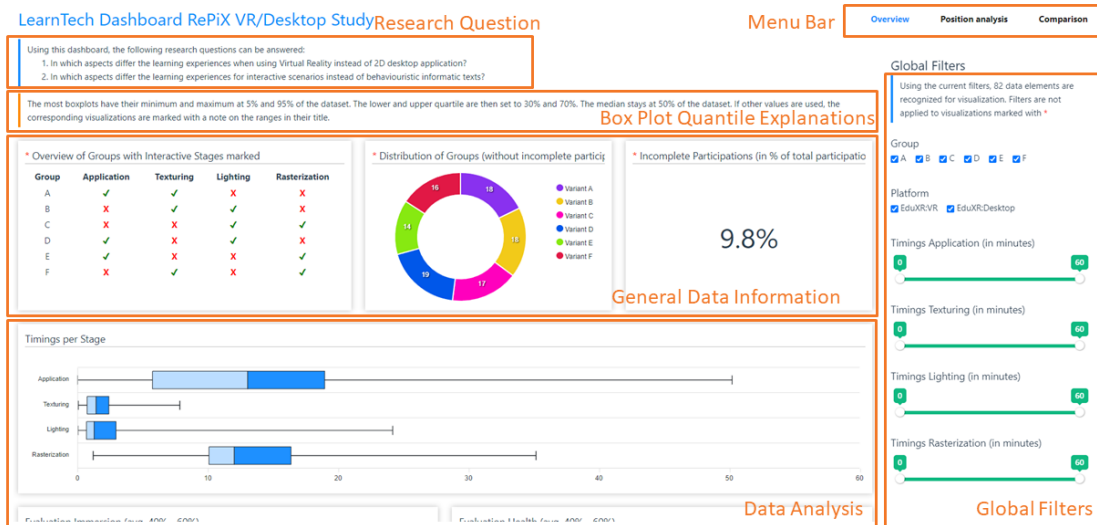 LearnTech Dashboard RePiX VR/Desktop Study
Research Question
Menu Bar
Overview Position analysis Comparison
Using this dashboard, the following research questions can be answered:
1. In which aspects differ the learning experiences when using Virtual Reality instead of 2D desktop application?
2. In which aspects differ the learning experiences for interactive scenarios instead of behaviouristic informatic texts?
The most boxplots have their minimum and maximum at 5% and 95% of the dataset. The lower and upper quartile are then set to 30% and 70%. The median stays at 50% of the dataset. If other values are used, the
corresponding visualizations are marked with a note on the ranges in their title.
Box Plot Quantile Explanations
* Overview of Groups with Interactive Stages marked
Group Application Texturing Lighting Rasterization
A ✓ ✓ X X
B X ✓ ✓ X
C X X ✓ ✓
D ✓ X ✓ X
E ✓ X X ✓
F X ✓ X ✓
* Distribution of Groups (without incomplete particip
16
18
14
18
19
17
Variant A
Variant B
Variant C
Variant D
Variant E
Variant F
* Incomplete Participations (in % of total participatio
9.8%
General Data Information
Timings per Stage
Application
Texturing
Lighting
Rasterization
0 10 20 30 40 50 60
Data Analysis
Global Filters
Using the current filters, 82 data elements are
recognized for visualization. Filters are not
applied to visualizations marked with *
Group
A B C D E F
Platform
EduXR:VR EduXR:Desktop
Timings Application (in minutes)
0 60
Timings Texturing (in minutes)
0 60
Timings Lighting (in minutes)
0 60
Timings Rasterization (in minutes)
0 60
Global Filters